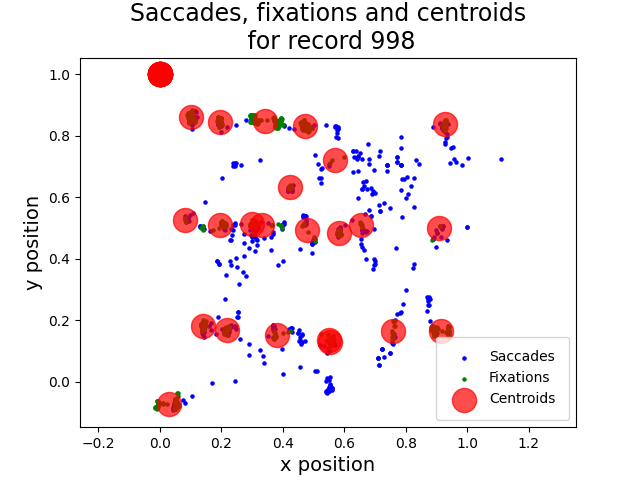 Saccades, fixations and centroids
for record 998
1.0
0.8
0.6
0.4
0.2
0.0
y position
−0.2
0.0
0.2
0.4
0.6
0.8
1.0
1.2
x position
Saccades
Fixations
Centroids